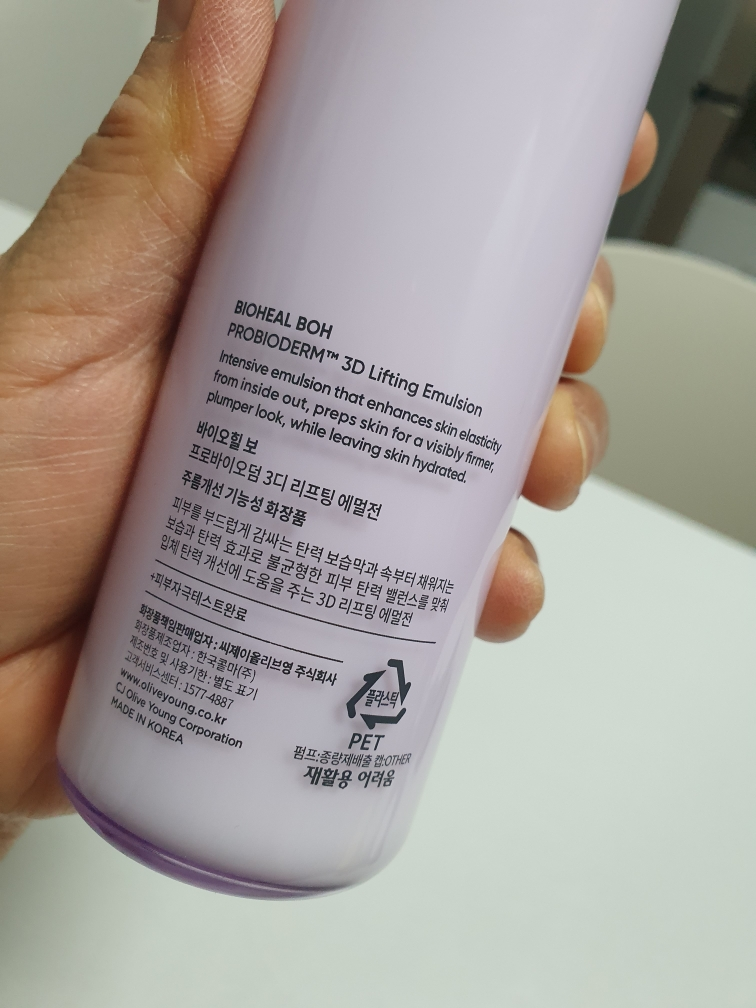 BIOHEAL BOH
PROBIODERM™ 3D Lifting Emulsion
Intensive emulsion that enhances skin elasticity
from inside out, preps skin for a visibly firmer,
plumper look, while leaving skin hydrated.
바이오힐 보
프로바이오덤 3디 리프팅 에멀전
주름개선 기능성 화장품
피부를 부드럽게 감싸는 탄력 보습막과 속부터 채워지는
보습과 탄력 효과로 불균형한 피부 탄력 밸런스를 맞춰
입체 탄력 개선에 도움을 주는 3D 리프팅 에멀전
+피부자극테스트완료
화장품책임판매업자 : 씨제이올리브영 주식회사
화장품제조업자 : 한국콜마(주)
제조번호 및 사용기한 : 별도 표기
고객서비스센터 : 1577-4887
www.oliveyoung.co.kr
CJ Olive Young Corporation
MADE IN KOREA
플라스틱
PET
펌프:종량제배출 캡:OTHER
재활용 어려움